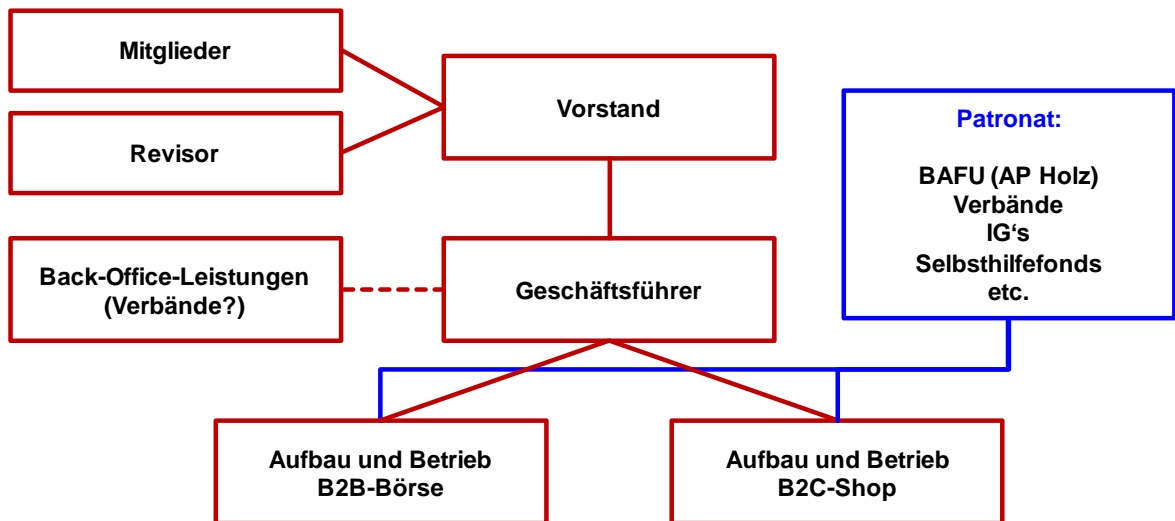 Mitglieder
Revisor
Vorstand
Patronat:
BAFU (AP Holz)
Verbände
IG‘s
Selbsthilfefonds
etc.
Back-Office-Leistungen
(Verbände?)
Geschäftsführer
Aufbau und Betrieb
B2B-Börse
Aufbau und Betrieb
B2C-Shop